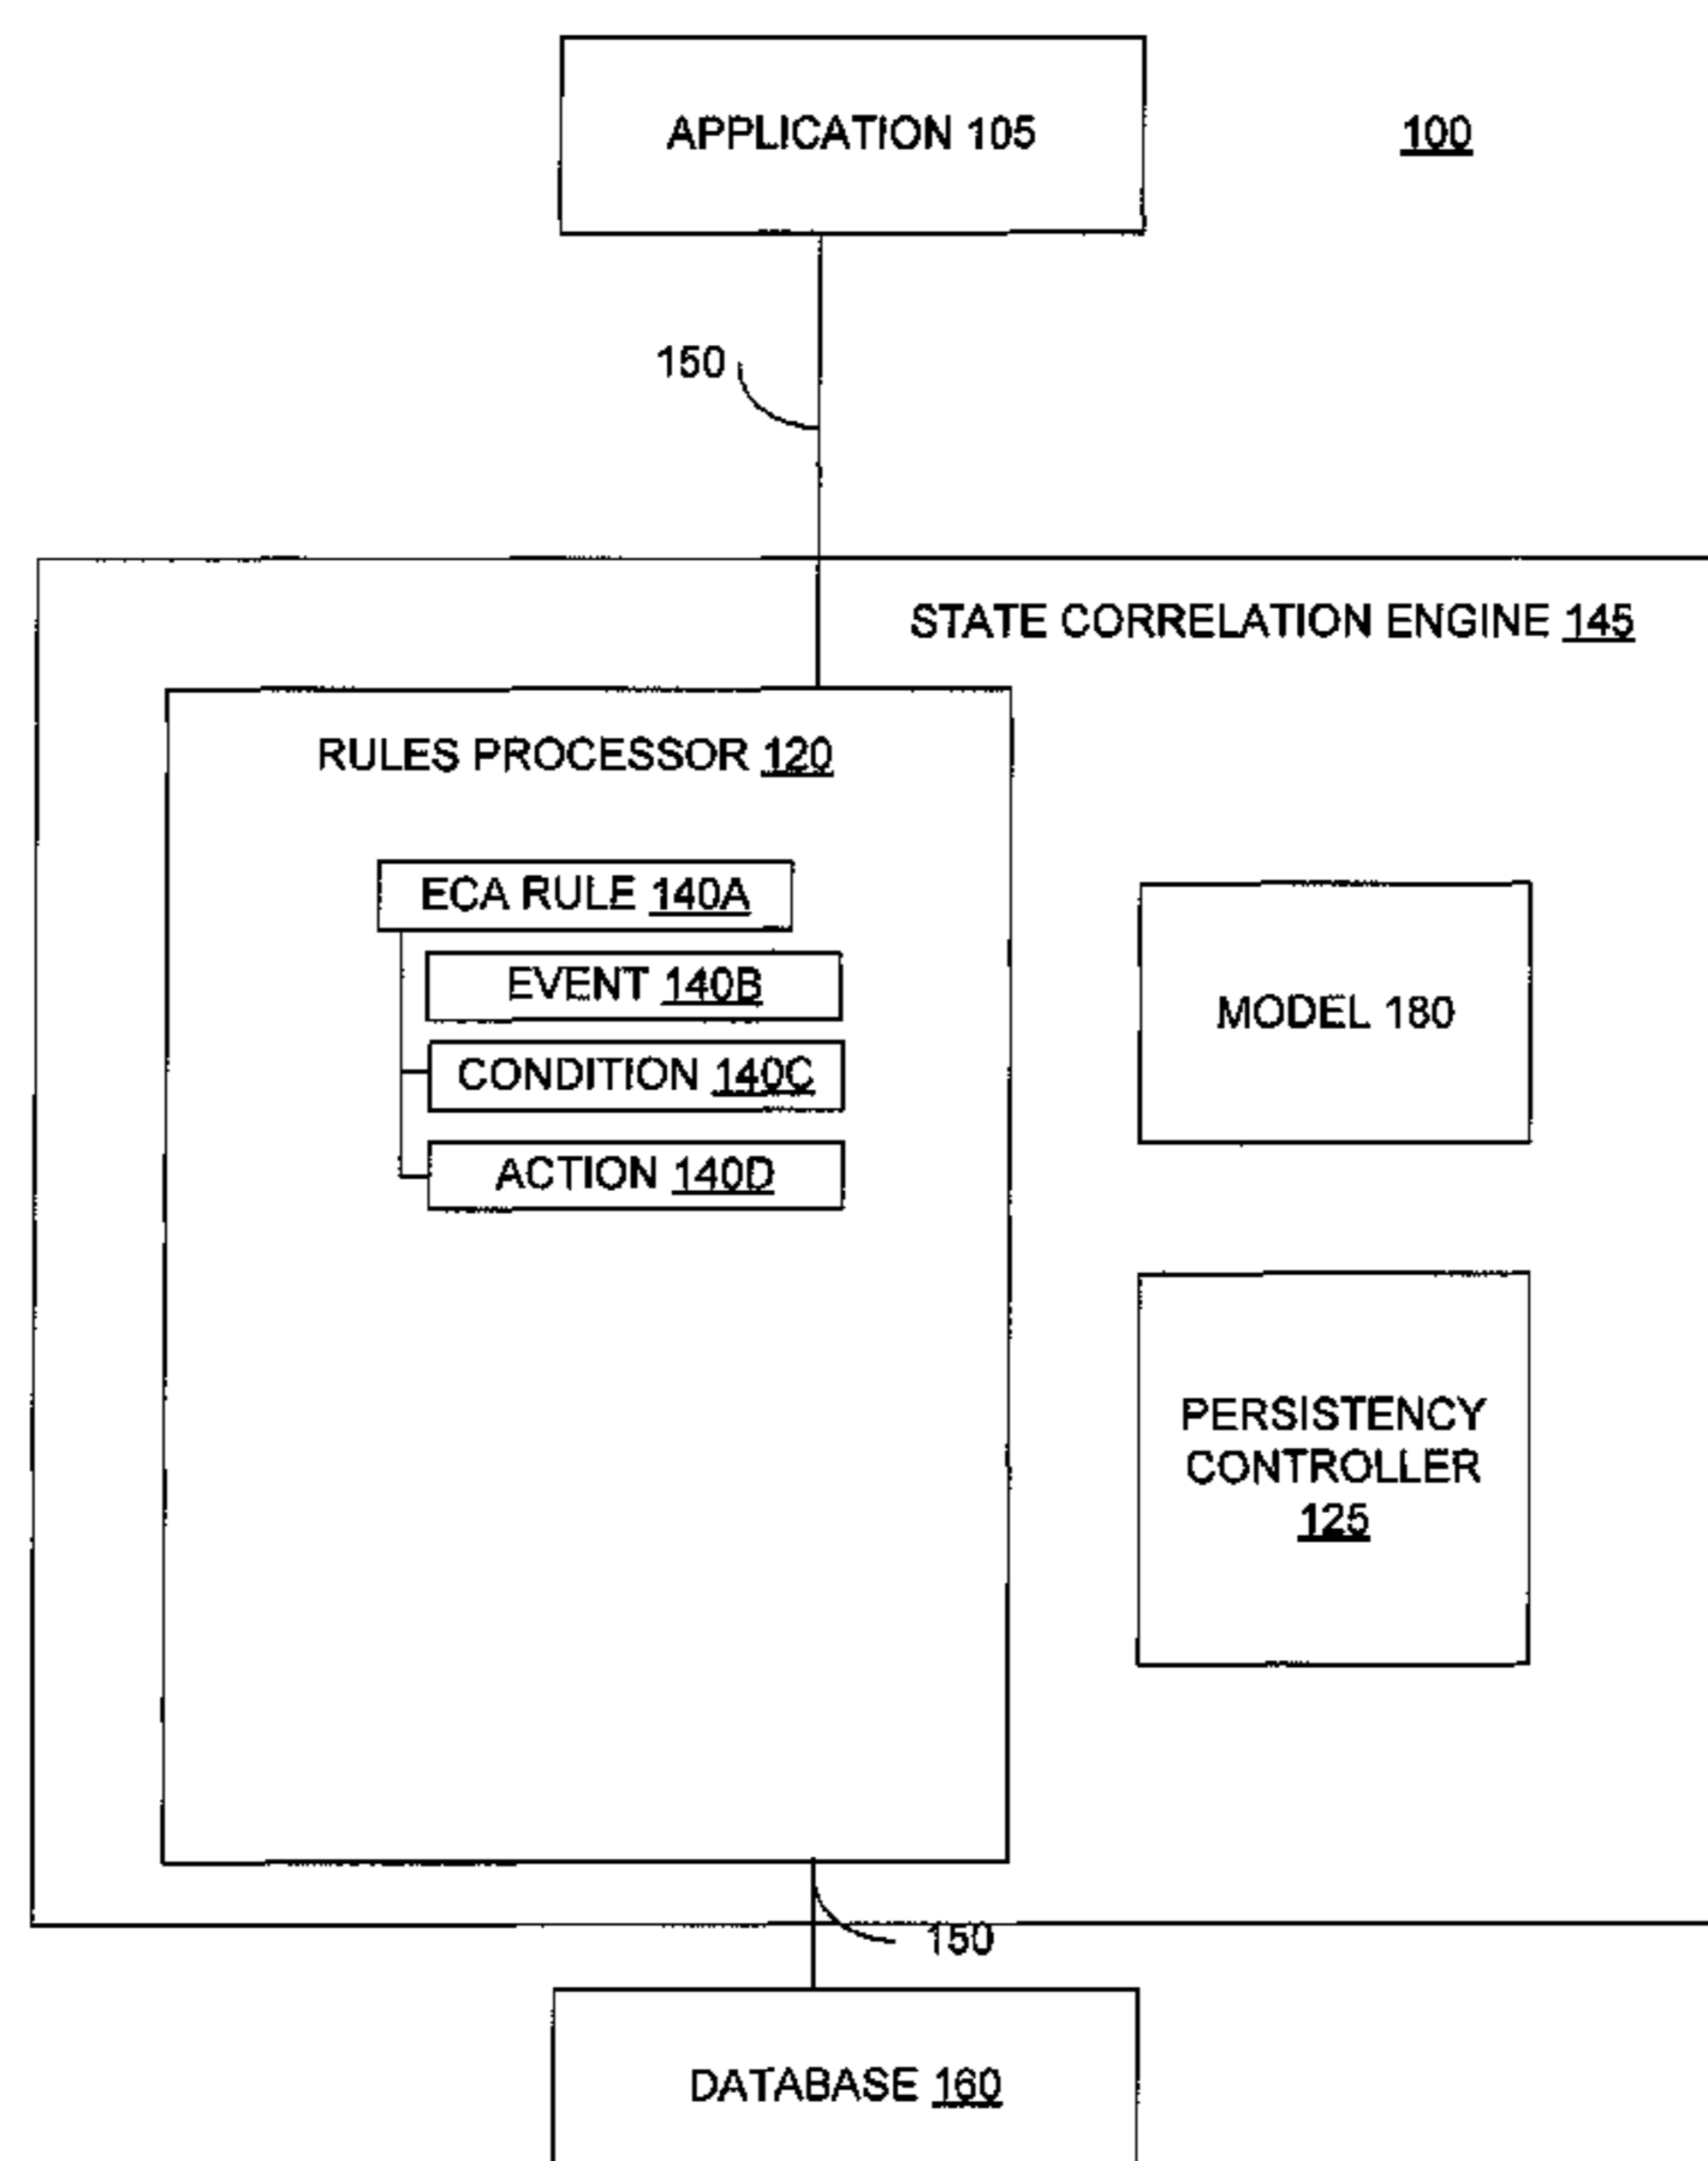 APPLICATION 105
100
150
STATE CORRELATION ENGINE 145
RULES PROCESSOR 120
ECA RULE 140A
EVENT 140B
CONDITION 140C
ACTION 140D
MODEL 180
PERSISTENCY
CONTROLLER
125
150
DATABASE 160